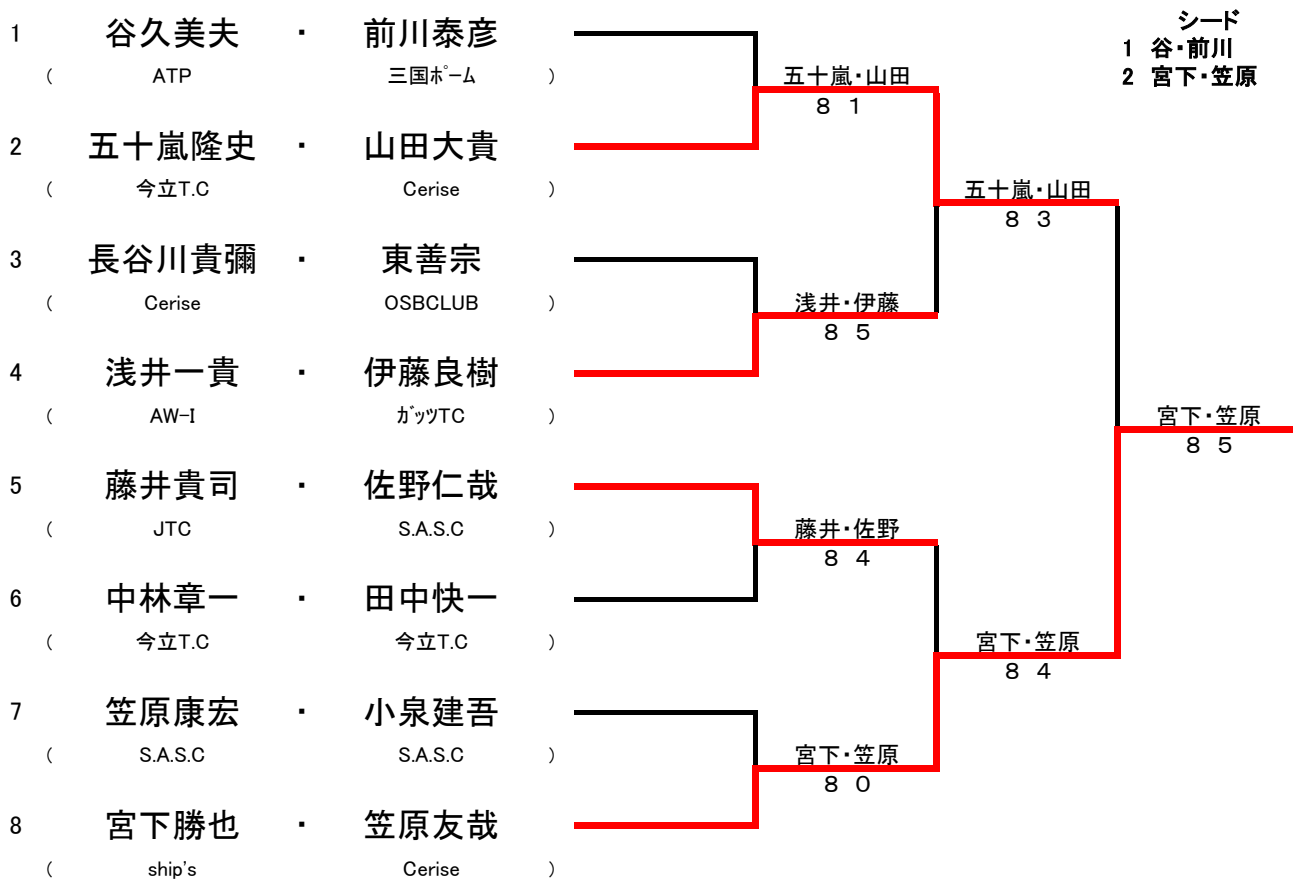 シード
1 谷・前川
2 宮下・笠原
1 谷久美夫 ・ 前川泰彦
( ATP 三国ﾎﾟｰﾑ )
五十嵐・山田
８ １
2 五十嵐隆史 ・ 山田大貴
( 今立T.C Cerise )
五十嵐・山田
８ ３
3 長谷川貴彌 ・ 東善宗
( Cerise OSBCLUB )
浅井・伊藤
８ ５
4 浅井一貴 ・ 伊藤良樹
( AW-I ｶﾞｯﾂTC )
宮下・笠原
８ ５
5 藤井貴司 ・ 佐野仁哉
( JTC S.A.S.C )
藤井・佐野
８ ４
6 中林章一 ・ 田中快一
( 今立T.C 今立T.C )
宮下・笠原
８ ４
7 笠原康宏 ・ 小泉建吾
( S.A.S.C S.A.S.C )
宮下・笠原
８ ０
8 宮下勝也 ・ 笠原友哉
( ship's Cerise )